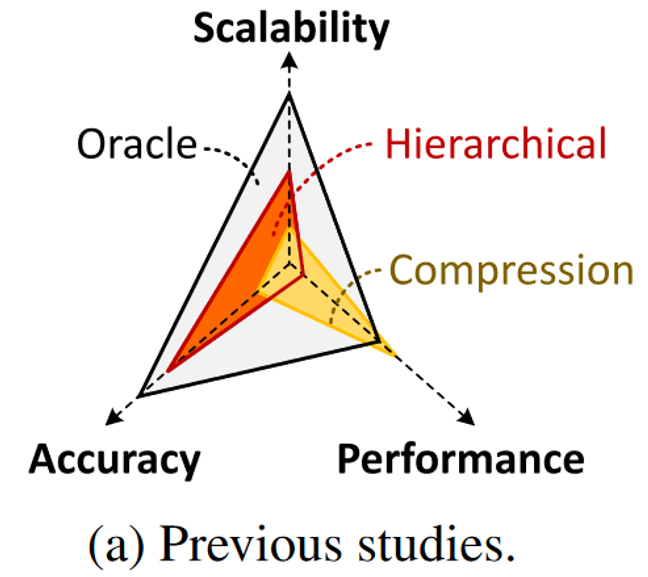 Scalability
Oracle
Hierarchical
Compression
Accuracy
Performance
(a) Previous studies.